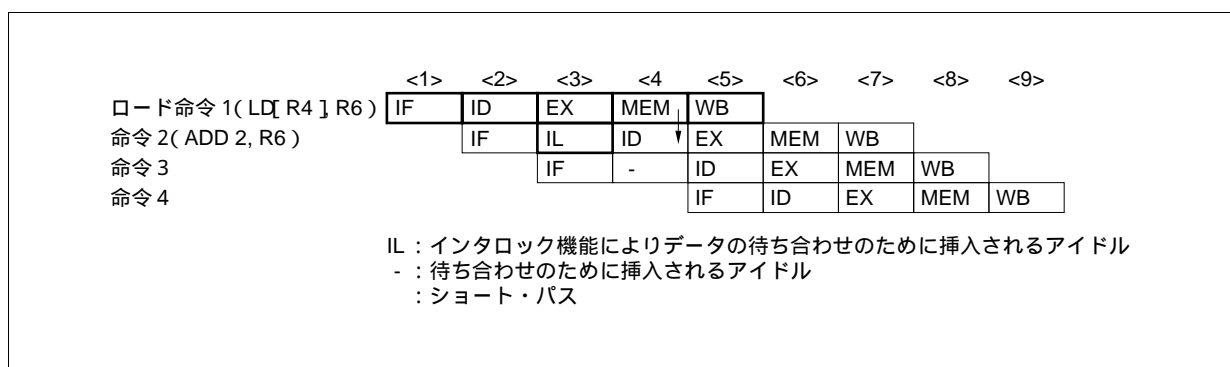 <1> <2> <3> <4 <5> <6> <7> <8> <9>
ロード命令1(LD[R4],R6) IF ID EX MEM WB
命令2(ADD 2, R6) IF IL ID EX MEM WB
命令3 IF - ID EX MEM WB
命令4 IF ID EX MEM WB
IL：インタロック機能によりデータの待ち合わせのために挿入されるアイドル
-：待ち合わせのために挿入されるアイドル
：ショート・パス